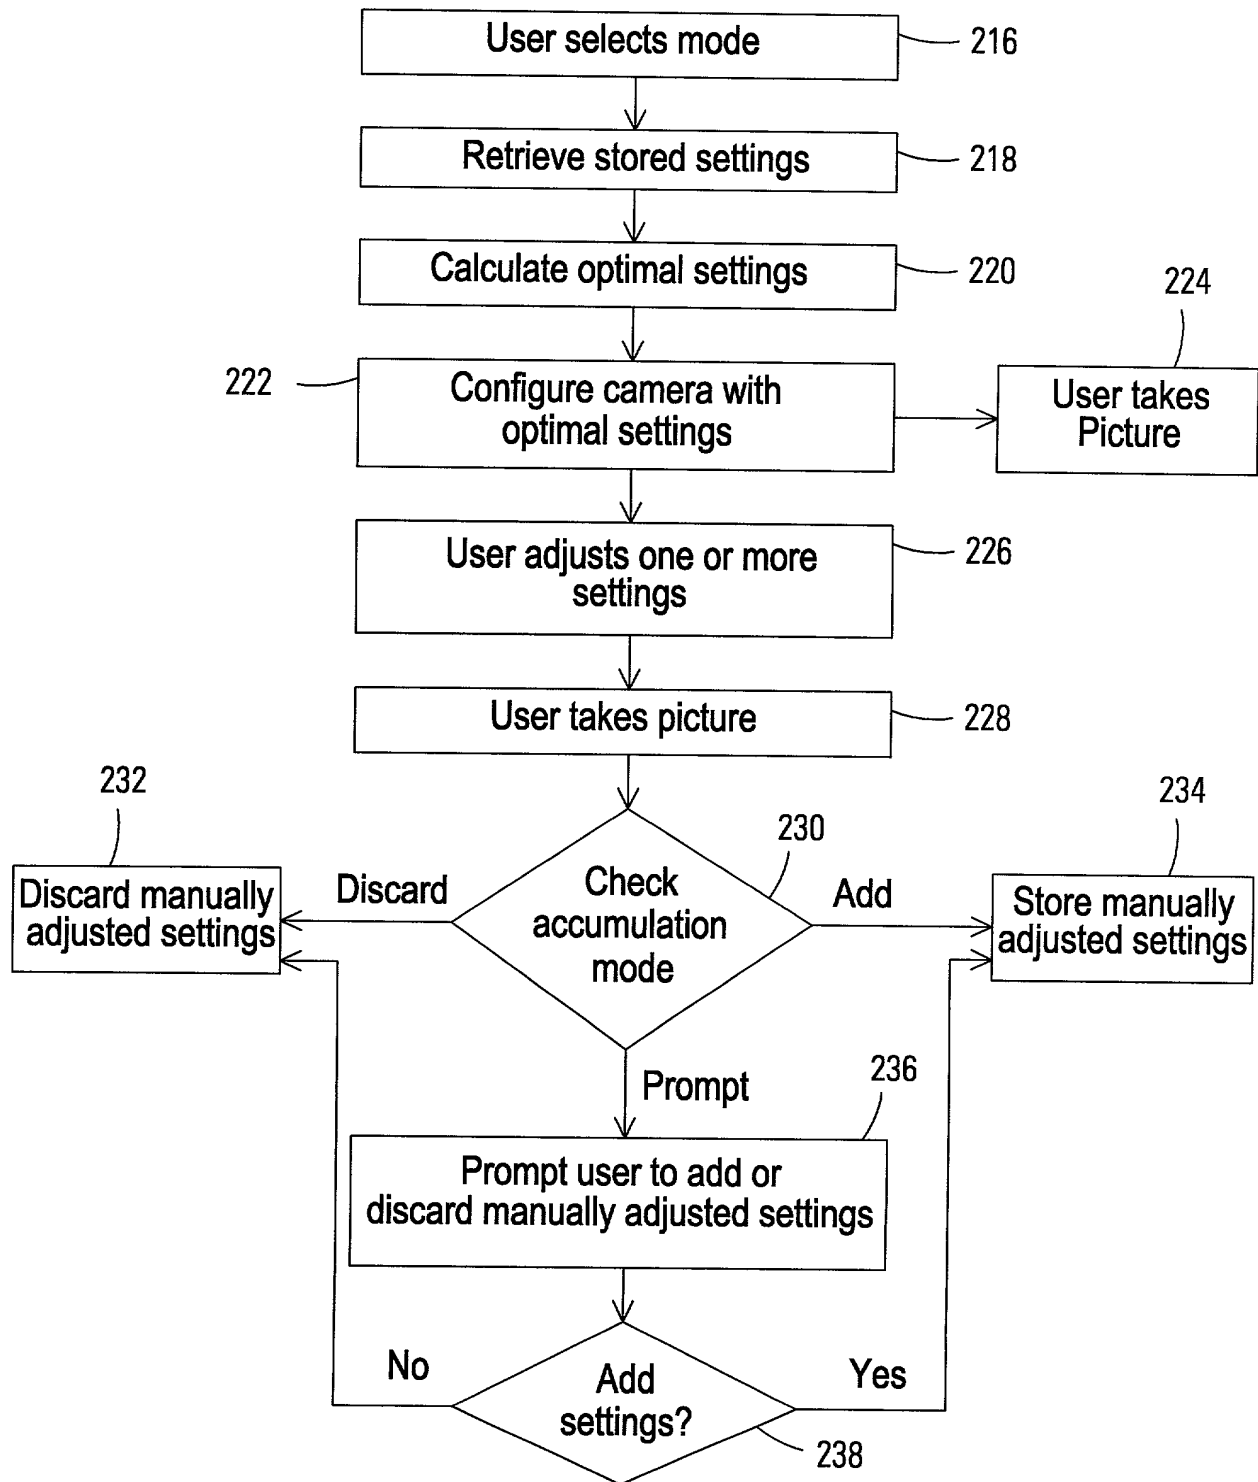 User selects mode
216
Retrieve stored settings
218
Calculate optimal settings
220
224
222
Configure camera with
optimal settings
User takes
Picture
User adjusts one or more
settings
226
User takes picture
228
232
234
230
Discard manually
adjusted settings
Discard
Check
accumulation
mode
Add
Store manually
adjusted settings
Prompt
236
Prompt user to add or
discard manually adjusted settings
No
Add
settings?
Yes
238